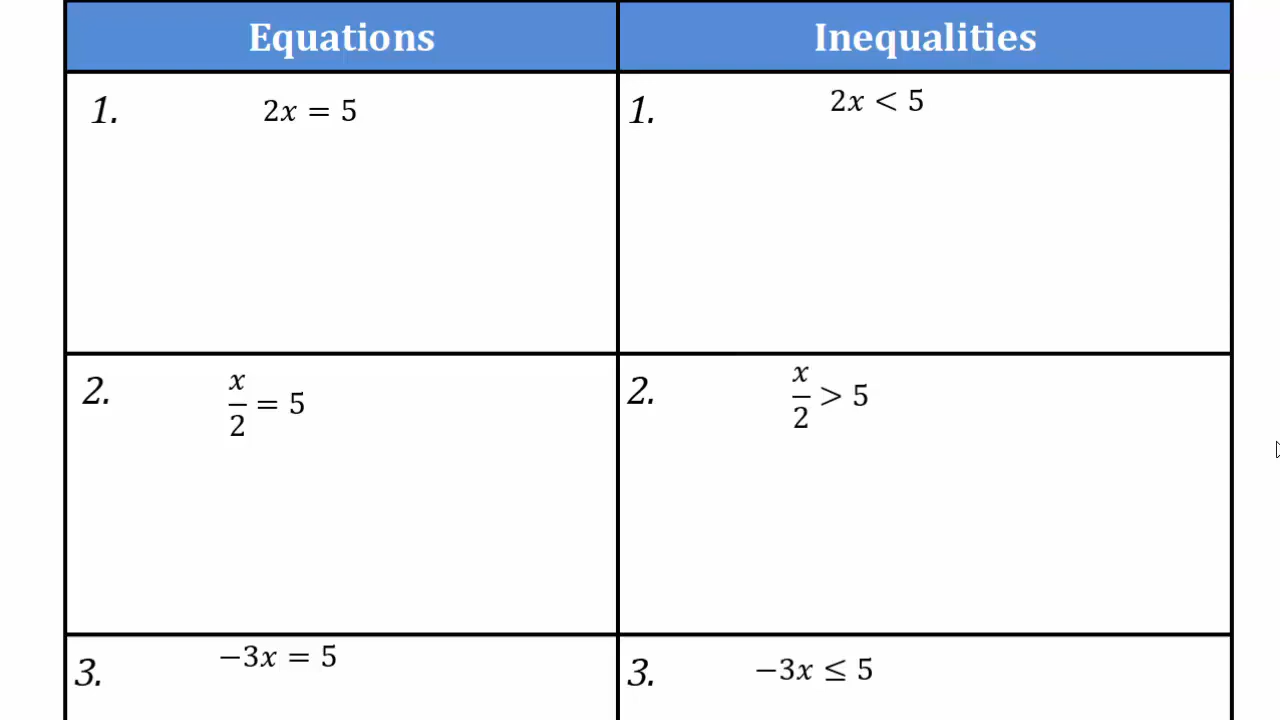 Equations Inequalities
1. 2x = 5 1. 2x < 5
2. x/2 = 5 2. x/2 > 5
3. −3x = 5 3. −3x ≤ 5